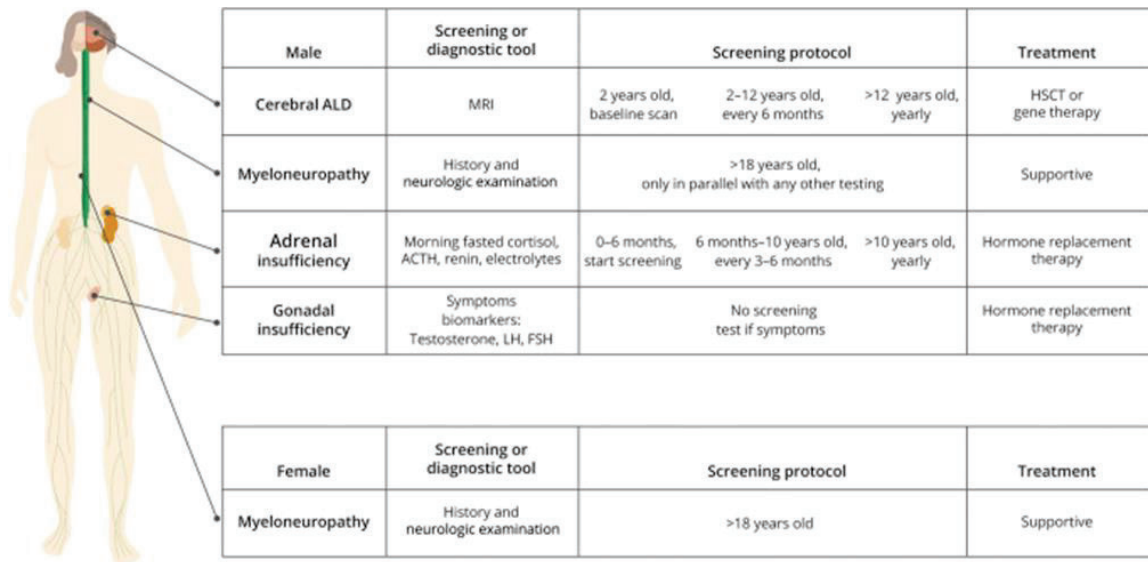 Male
Screening or
diagnostic tool
Screening protocol
Treatment
Cerebral ALD
MRI
2 years old,
baseline scan
2–12 years old,
every 6 months
>12 years old,
yearly
HSCT or
gene therapy
Myeloneuropathy
History and
neurologic examination
>18 years old,
only in parallel with any other testing
Supportive
Adrenal
insufficiency
Morning fasted cortisol,
ACTH, renin, electrolytes
0–6 months,
start screening
6 months–10 years old,
every 3–6 months
>10 years old,
yearly
Hormone replacement
therapy
Gonadal
insufficiency
Symptoms
biomarkers:
Testosterone, LH, FSH
No screening
test if symptoms
Hormone replacement
therapy
Female
Screening or
diagnostic tool
Screening protocol
Treatment
Myeloneuropathy
History and
neurologic examination
>18 years old
Supportive